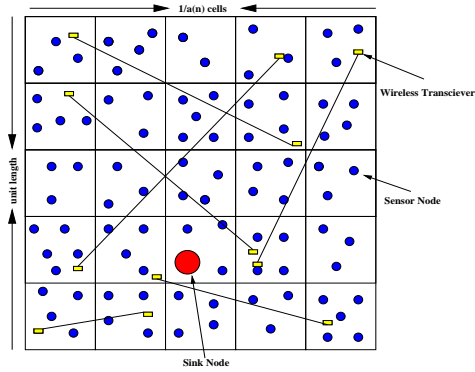 1/a(n) cells
Wireless Transciever
unit length
Sensor Node
Sink Node